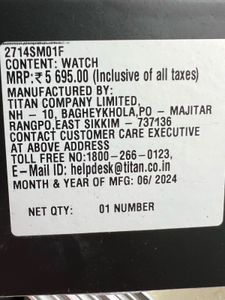 2714SM01F
CONTENT: WATCH
MRP: ₹ 5 695.00 (Inclusive of all taxes)
MANUFACTURED BY:
TITAN COMPANY LIMITED,
NH - 10, BAGHEYKHOLA,PO - MAJITAR
RANGPO,EAST SIKKIM - 737136
CONTACT CUSTOMER CARE EXECUTIVE
AT ABOVE ADDRESS
TOLL FREE NO:1800-266-0123,
E-Mail ID: helpdesk@titan.co.in
MONTH & YEAR OF MFG: 06/ 2024
NET QTY: 01 NUMBER